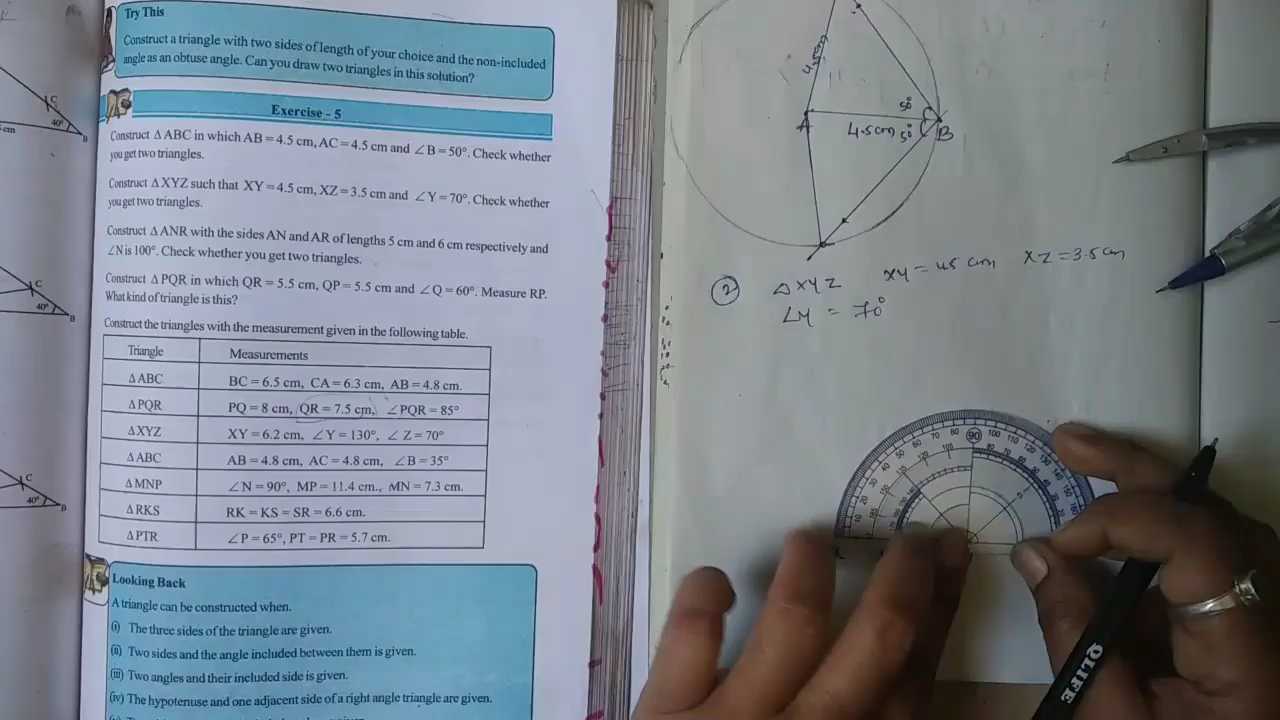 Try This
Construct a triangle with two sides of length of your choice and the non-included
angle as an obtuse angle. Can you draw two triangles in this solution?
Exercise - 5
Construct Δ ABC in which AB = 4.5 cm, AC = 4.5 cm and ∠B = 50°. Check whether
you get two triangles.
Construct Δ XYZ such that XY = 4.5 cm, XZ = 3.5 cm and ∠Y = 70°. Check whether
you get two triangles.
Construct Δ ANR with the sides AN and AR of lengths 5 cm and 6 cm respectively and
∠N is 100°. Check whether you get two triangles.
Construct Δ PQR in which QR = 5.5 cm, QP = 5.5 cm and ∠Q = 60°. Measure RP.
What kind of triangle is this?
Construct the triangles with the measurement given in the following table.
Triangle Measurements
Δ ABC BC = 6.5 cm, CA = 6.3 cm, AB = 4.8 cm.
Δ PQR PQ = 8 cm, QR = 7.5 cm, ∠PQR = 85°
Δ XYZ XY = 6.2 cm, ∠Y = 130°, ∠Z = 70°
Δ ABC AB = 4.8 cm, AC = 4.8 cm, ∠B = 35°
Δ MNP ∠N = 90°, MP = 11.4 cm., MN = 7.3 cm.
Δ RKS RK = KS = SR = 6.6 cm.
Δ PTR ∠P = 65°, PT = PR = 5.7 cm.
Looking Back
A triangle can be constructed when.
(i) The three sides of the triangle are given.
(ii) Two sides and the angle included between them is given.
(iii) Two angles and their included side is given.
(iv) The hypotenuse and one adjacent side of a right angle triangle are given.
C
40°
B
cm
C
40°
B
C
40°
B
4.5cm
50°
A
4.5cm 50° B
2 ΔXYZ XY = 4.5 cm, XZ = 3.5 cm
∠Y = 70°
90
OLIFE